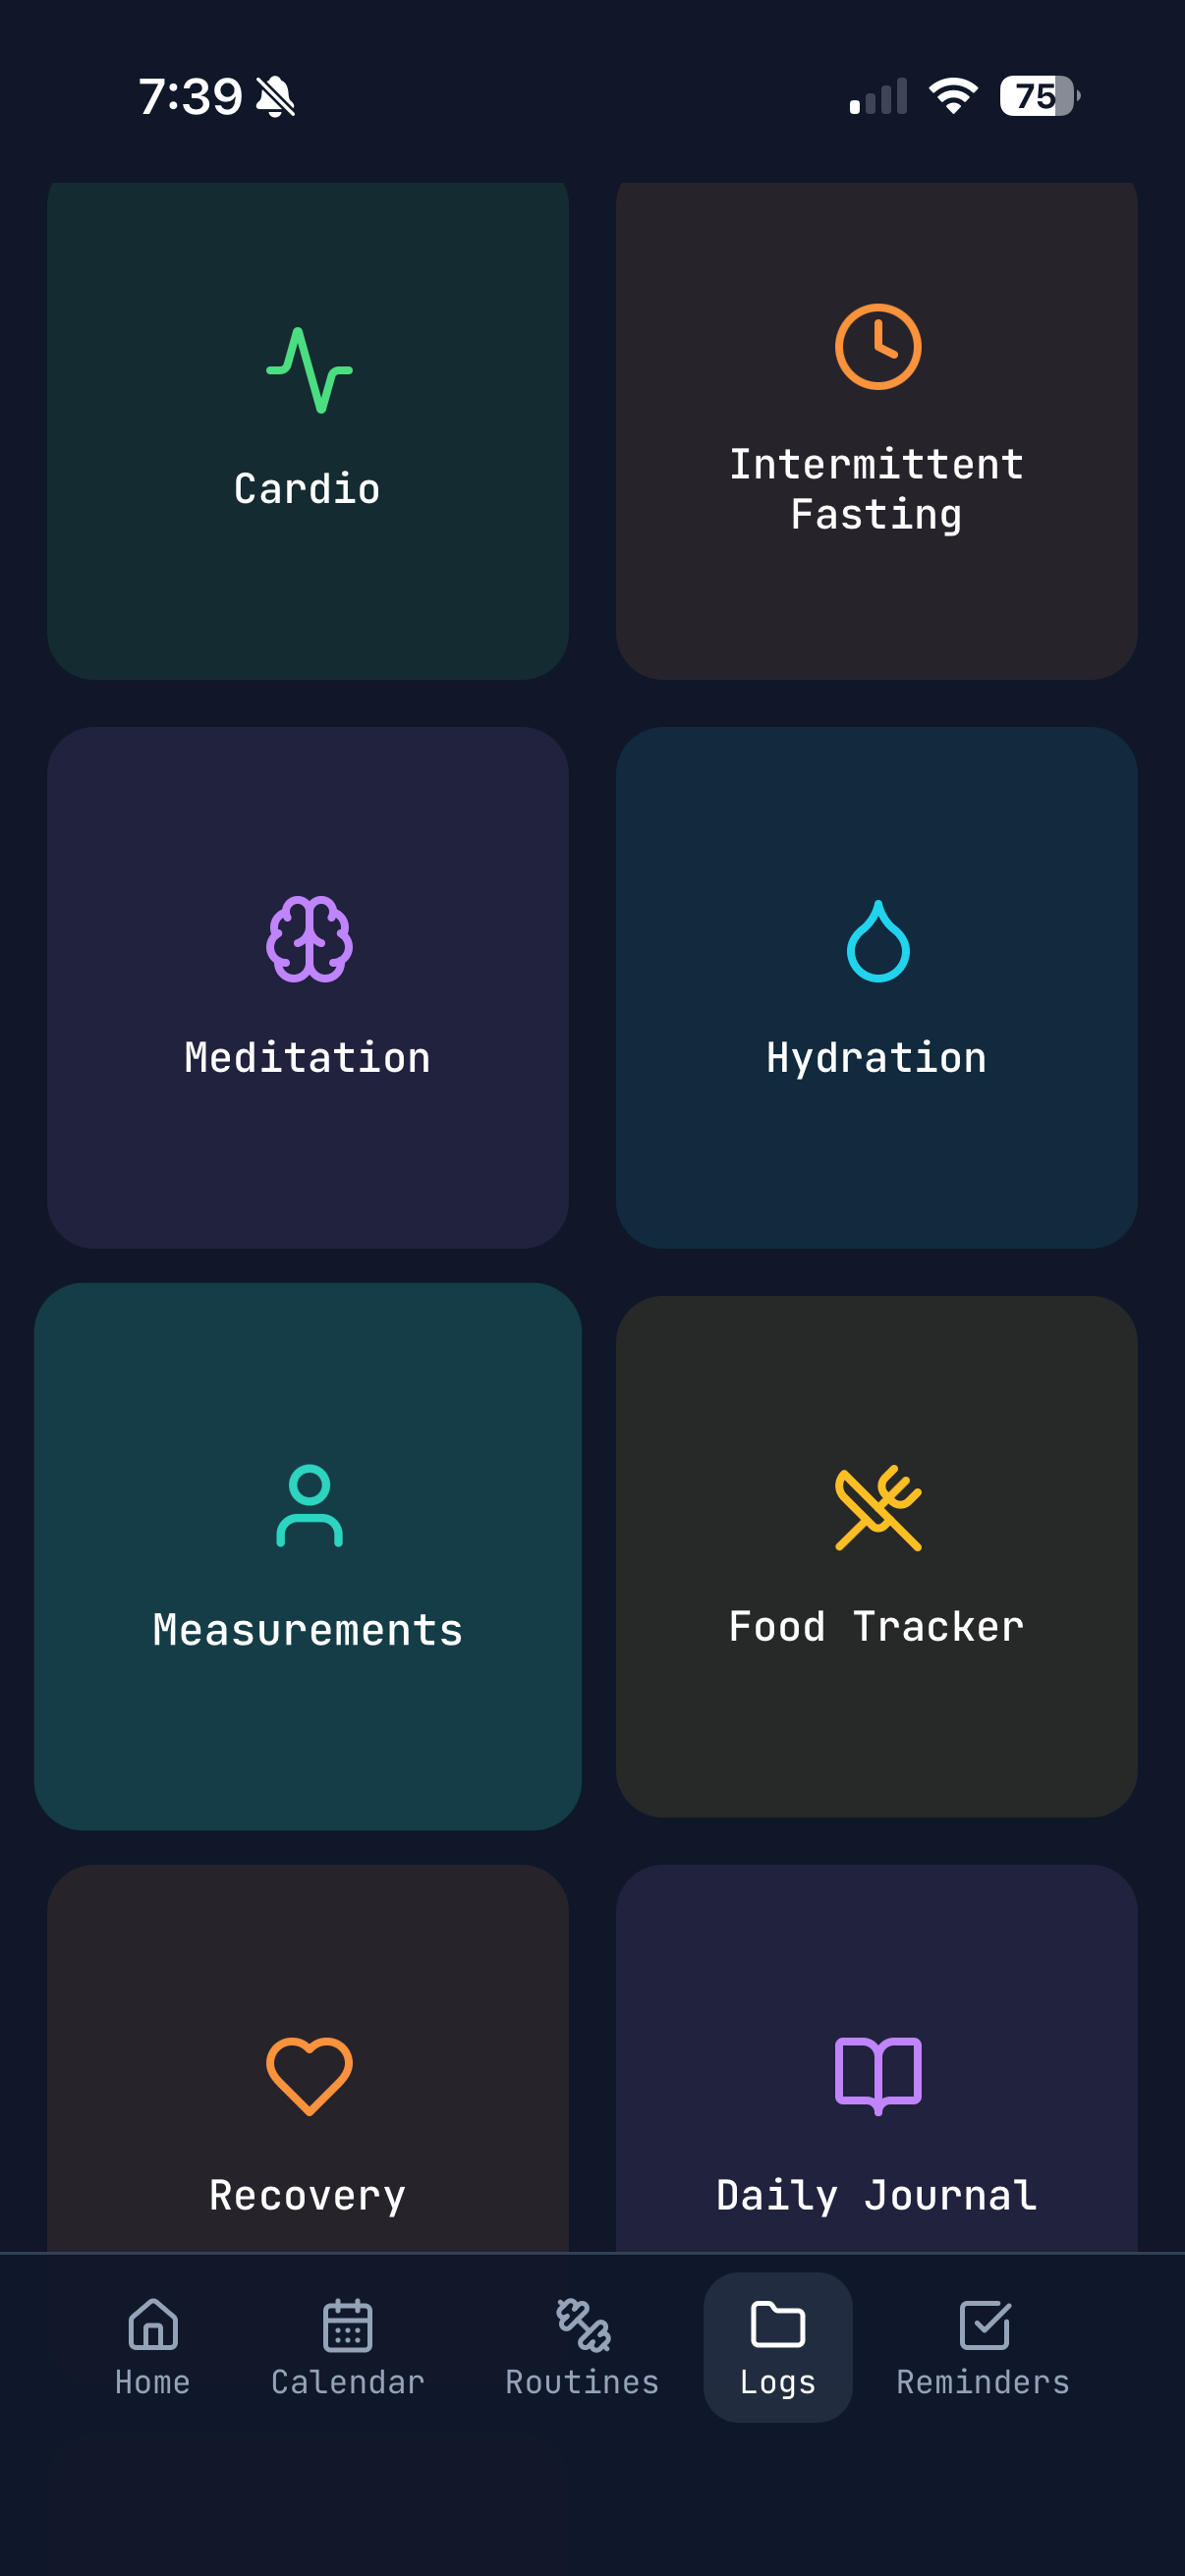 7:39
75
Cardio
Intermittent
Fasting
Meditation
Hydration
Measurements
Food Tracker
Recovery
Daily Journal
Home
Calendar
Routines
Logs
Reminders